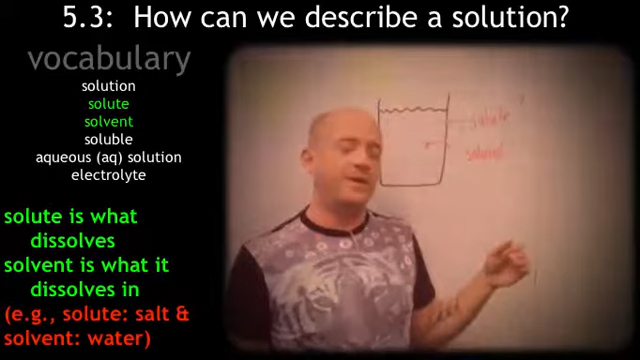 5.3: How can we describe a solution?
vocabulary
solution
solute
solvent
soluble
aqueous (aq) solution
electrolyte
solute is what
dissolves
solvent is what it
dissolves in
(e.g., solute: salt &
solvent: water)
solute
solvent